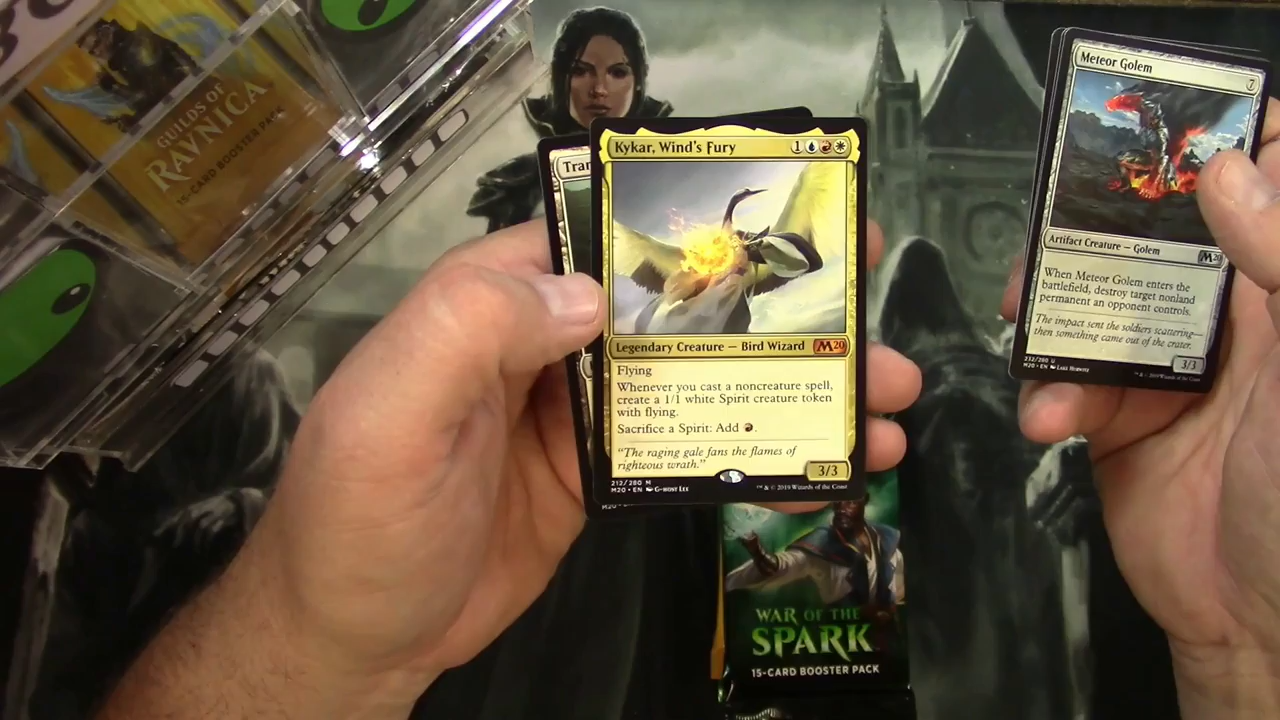 GUILDS OF
RAVNICA
15-CARD BOOSTER PACK
Tran
Kykar, Wind's Fury
1
Legendary Creature — Bird Wizard
M20
Flying
Whenever you cast a noncreature spell,
create a 1/1 white Spirit creature token
with flying.
Sacrifice a Spirit: Add
.
"The raging gale fans the flames of
righteous wrath."
3/3
212/280 M
M20 • EN G-host Lee
™ & © 2019 Wizards of the Coast
Meteor Golem
7
Artifact Creature — Golem
M20
When Meteor Golem enters the
battlefield, destroy target nonland
permanent an opponent controls.
The impact sent the soldiers scattering—
then something came out of the crater.
3/3
232/280 U
M20 • EN
WAR OF THE
SPARK
15-CARD BOOSTER PACK